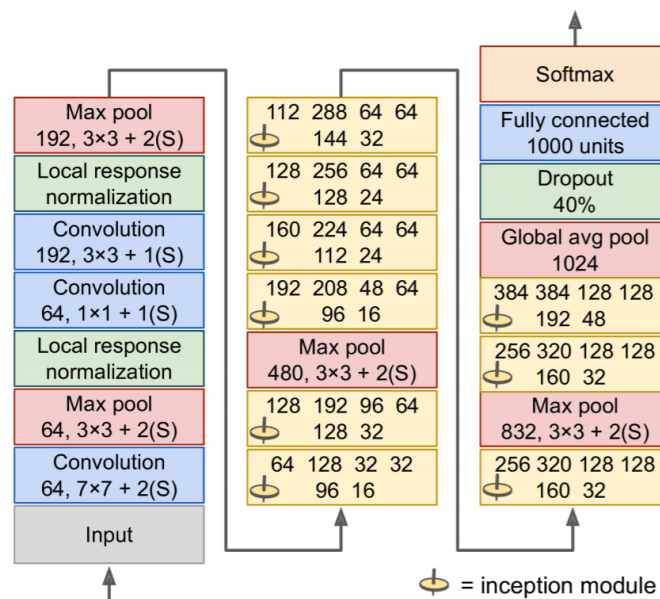 Max pool
192, 3×3 + 2(S)
Local response
normalization
Convolution
192, 3×3 + 1(S)
Convolution
64, 1×1 + 1(S)
Local response
normalization
Max pool
64, 3×3 + 2(S)
Convolution
64, 7×7 + 2(S)
Input
112 288 64 64
144 32
128 256 64 64
128 24
160 224 64 64
112 24
192 208 48 64
96 16
Max pool
480, 3×3 + 2(S)
128 192 96 64
128 32
64 128 32 32
96 16
Softmax
Fully connected
1000 units
Dropout
40%
Global avg pool
1024
384 384 128 128
192 48
256 320 128 128
160 32
Max pool
832, 3×3 + 2(S)
256 320 128 128
160 32
= inception module